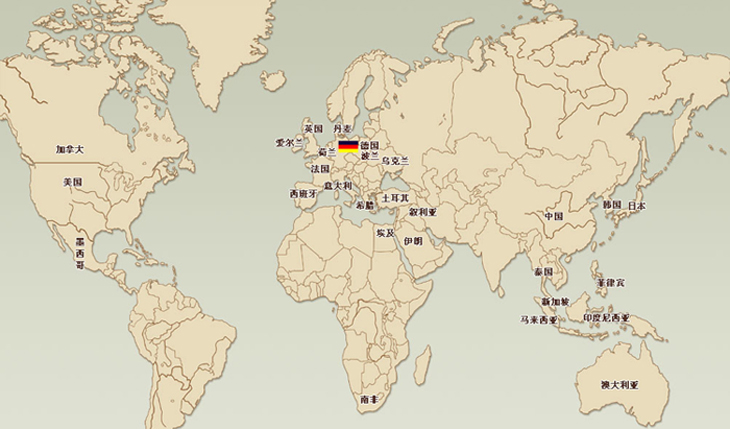 英国
丹麦
爱尔兰
荷兰
德国
波兰
加拿大
乌克兰
法国
美国
西班牙
意大利
土耳其
希腊
叙利亚
韩国
日本
中国
埃及
伊朗
墨西哥
泰国
菲律宾
新加坡
马来西亚
印度尼西亚
澳大利亚
南非